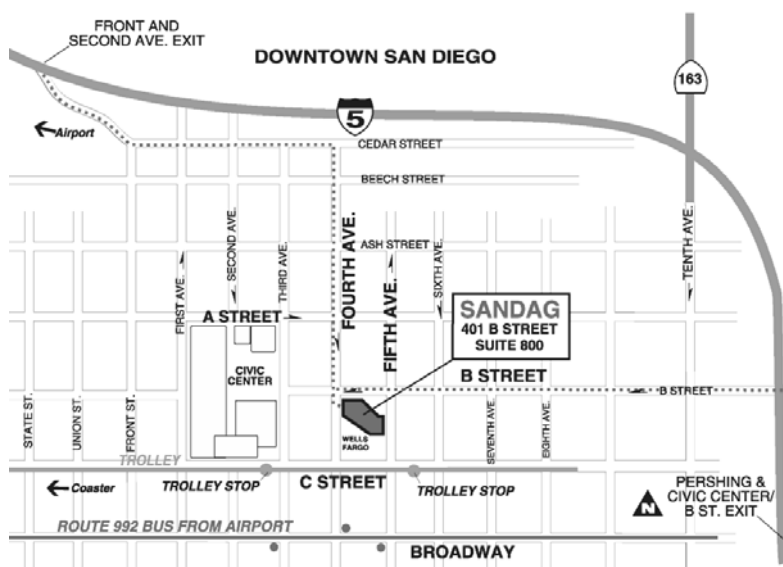 FRONT AND
SECOND AVE. EXIT
DOWNTOWN SAN DIEGO
163
5
Airport
CEDAR STREET
BEECH STREET
FIRST AVE.
SECOND AVE.
THIRD AVE.
FOURTH AVE.
ASH STREET
FIFTH AVE.
SIXTH AVE.
TENTH AVE.
SANDAG
401 B STREET
SUITE 800
A STREET
CIVIC
CENTER
B STREET
B STREET
STATE ST.
UNION ST.
FRONT ST.
WELLS
FARGO
SEVENTH AVE.
EIGHTH AVE.
TROLLEY
Coaster
TROLLEY STOP
C STREET
TROLLEY STOP
N
PERSHING &
CIVIC CENTER/
B ST. EXIT
ROUTE 992 BUS FROM AIRPORT
BROADWAY